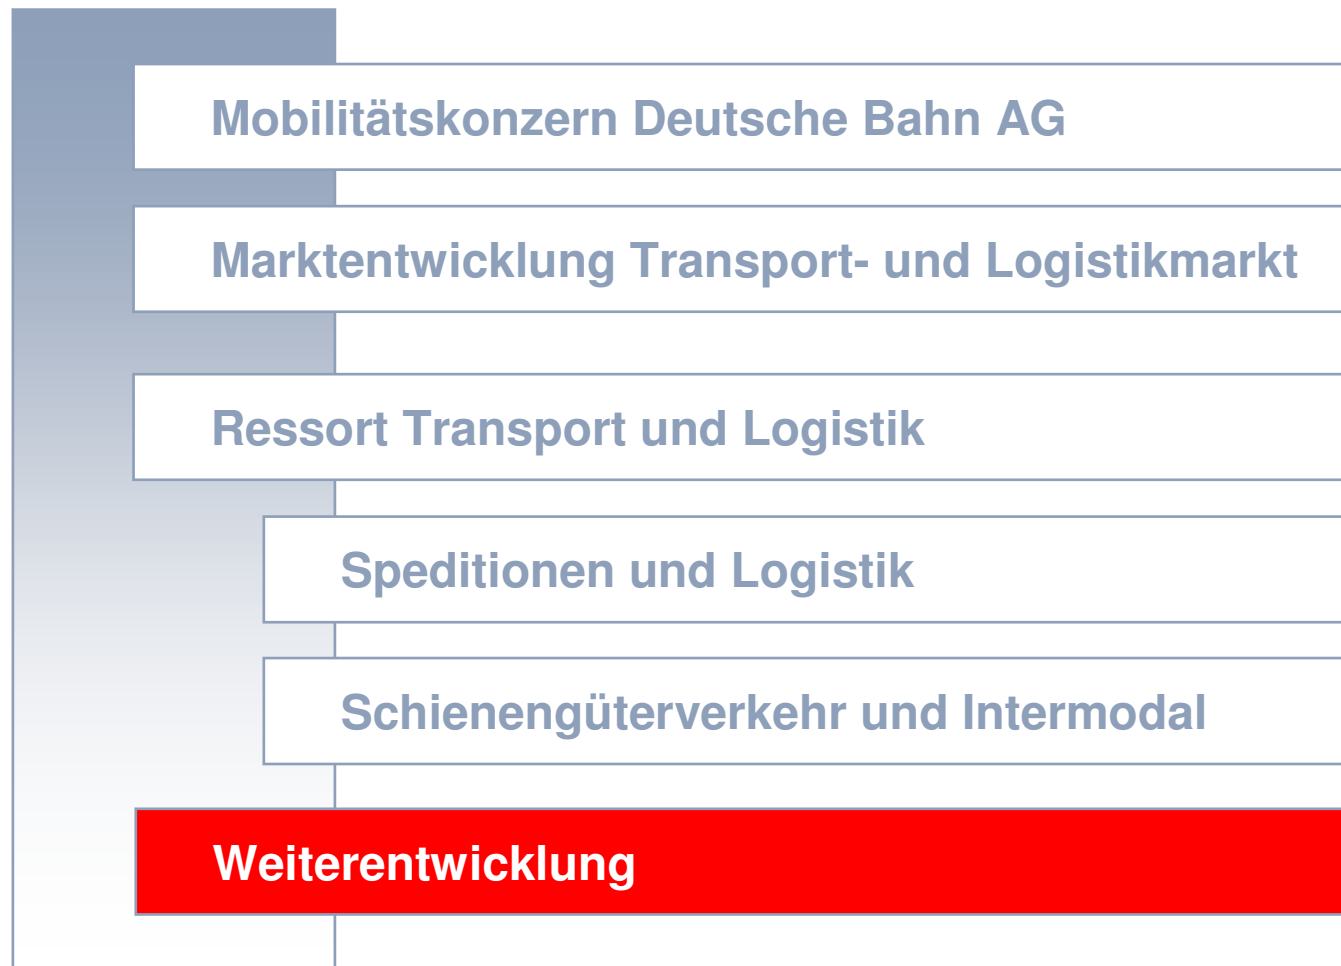 Mobilitätskonzern Deutsche Bahn AG
Marktentwicklung Transport- und Logistikmarkt
Ressort Transport und Logistik
Speditionen und Logistik
Schienengüterverkehr und Intermodal
Weiterentwicklung